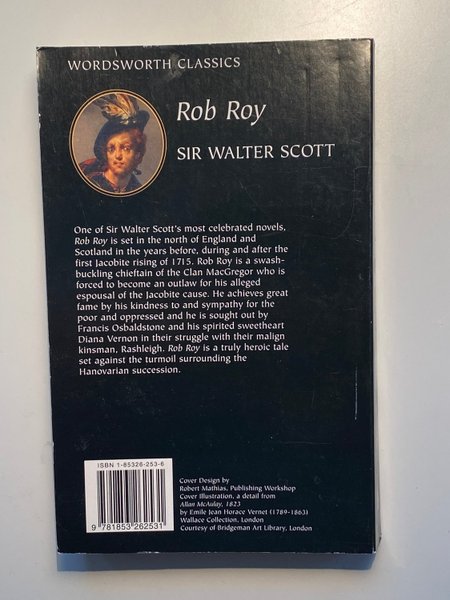 WORDSWORTH CLASSICS
Rob Roy
SIR WALTER SCOTT
One of Sir Walter Scott's most celebrated novels,
Rob Roy is set in the north of England and
Scotland in the years before, during and after the
first Jacobite rising of 1715. Rob Roy is a swash-
buckling chieftain of the Clan MacGregor who is
forced to become an outlaw for his alleged
espousal of the Jacobite cause. He achieves great
fame by his kindness to and sympathy for the
poor and oppressed and he is sought out by
Francis Osbaldstone and his spirited sweetheart
Diana Vernon in their struggle with their malign
kinsman, Rashleigh. Rob Roy is a truly heroic tale
set against the turmoil surrounding the
Hanovarian succession.
ISBN 1-85326-253-6
9 781853 262531
Cover Design by
Robert Mathias, Publishing Workshop
Cover Illustration, a detail from
Allan McAulay, 1823
by Emile Jean Horace Vernet (1789-1863)
Wallace Collection, London
Courtesy of Bridgeman Art Library, London